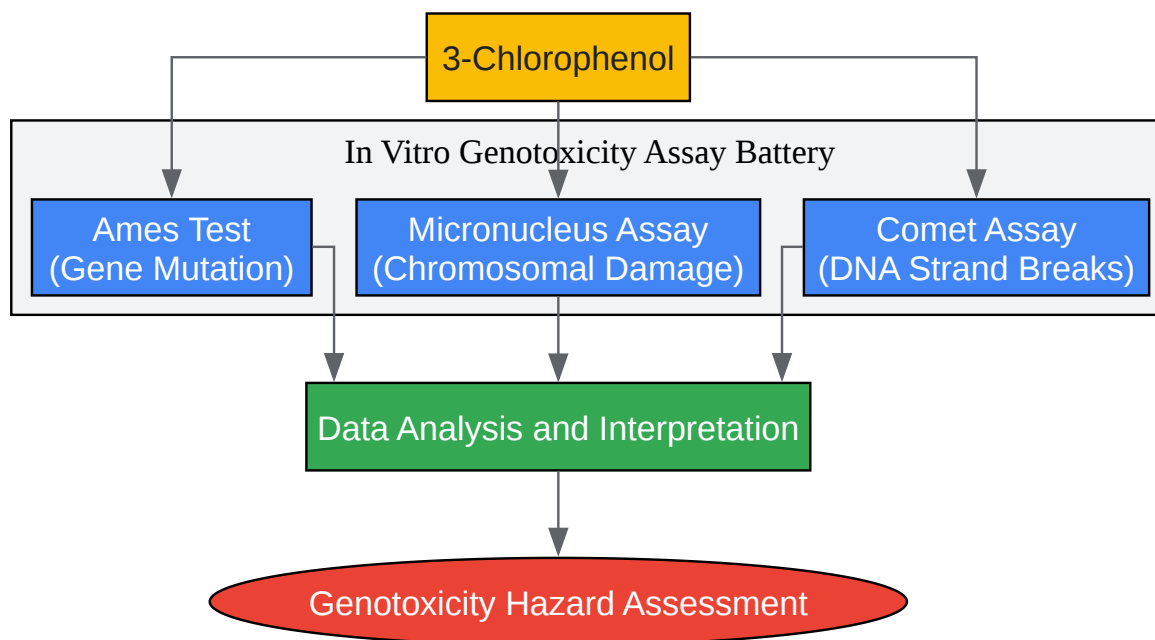 3-Chlorophenol
In Vitro Genotoxicity Assay Battery
Ames Test
(Gene Mutation)
Micronucleus Assay
(Chromosomal Damage)
Comet Assay
(DNA Strand Breaks)
Data Analysis and Interpretation
Genotoxicity Hazard Assessment